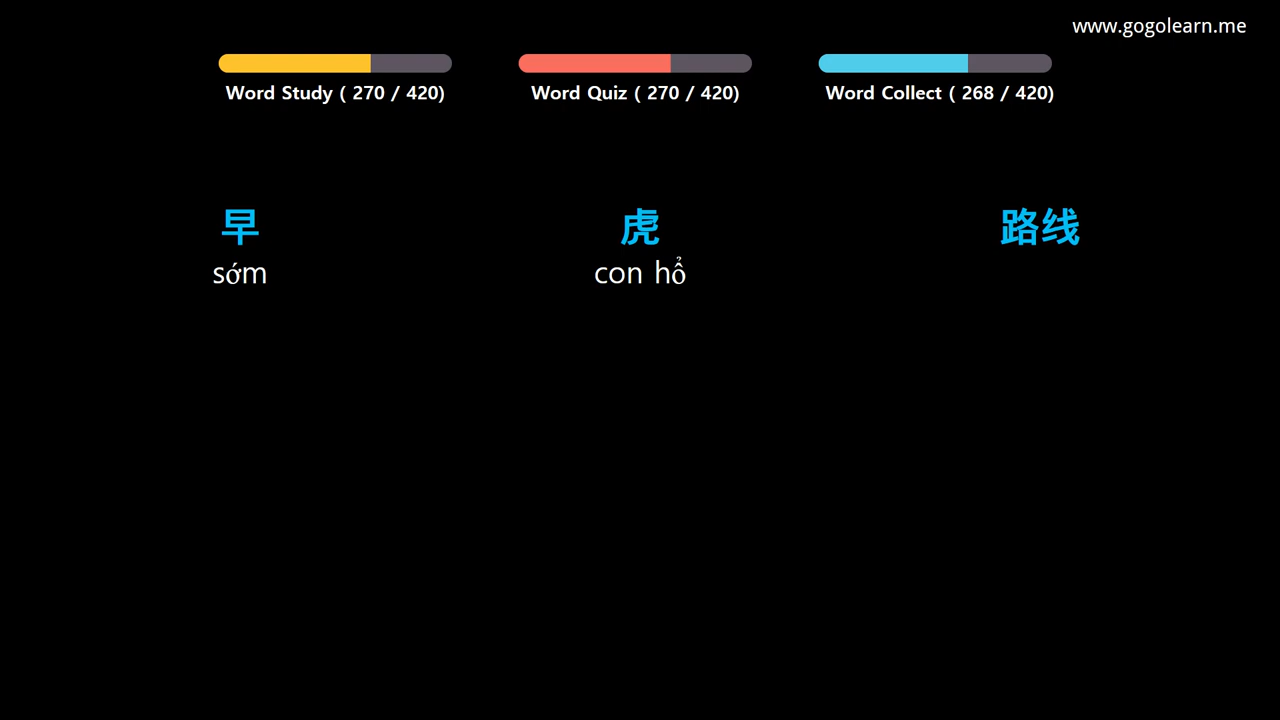 www.gogolearn.me
Word Study ( 270 / 420)
Word Quiz ( 270 / 420)
Word Collect ( 268 / 420)
早
sớm
虎
con hổ
路线